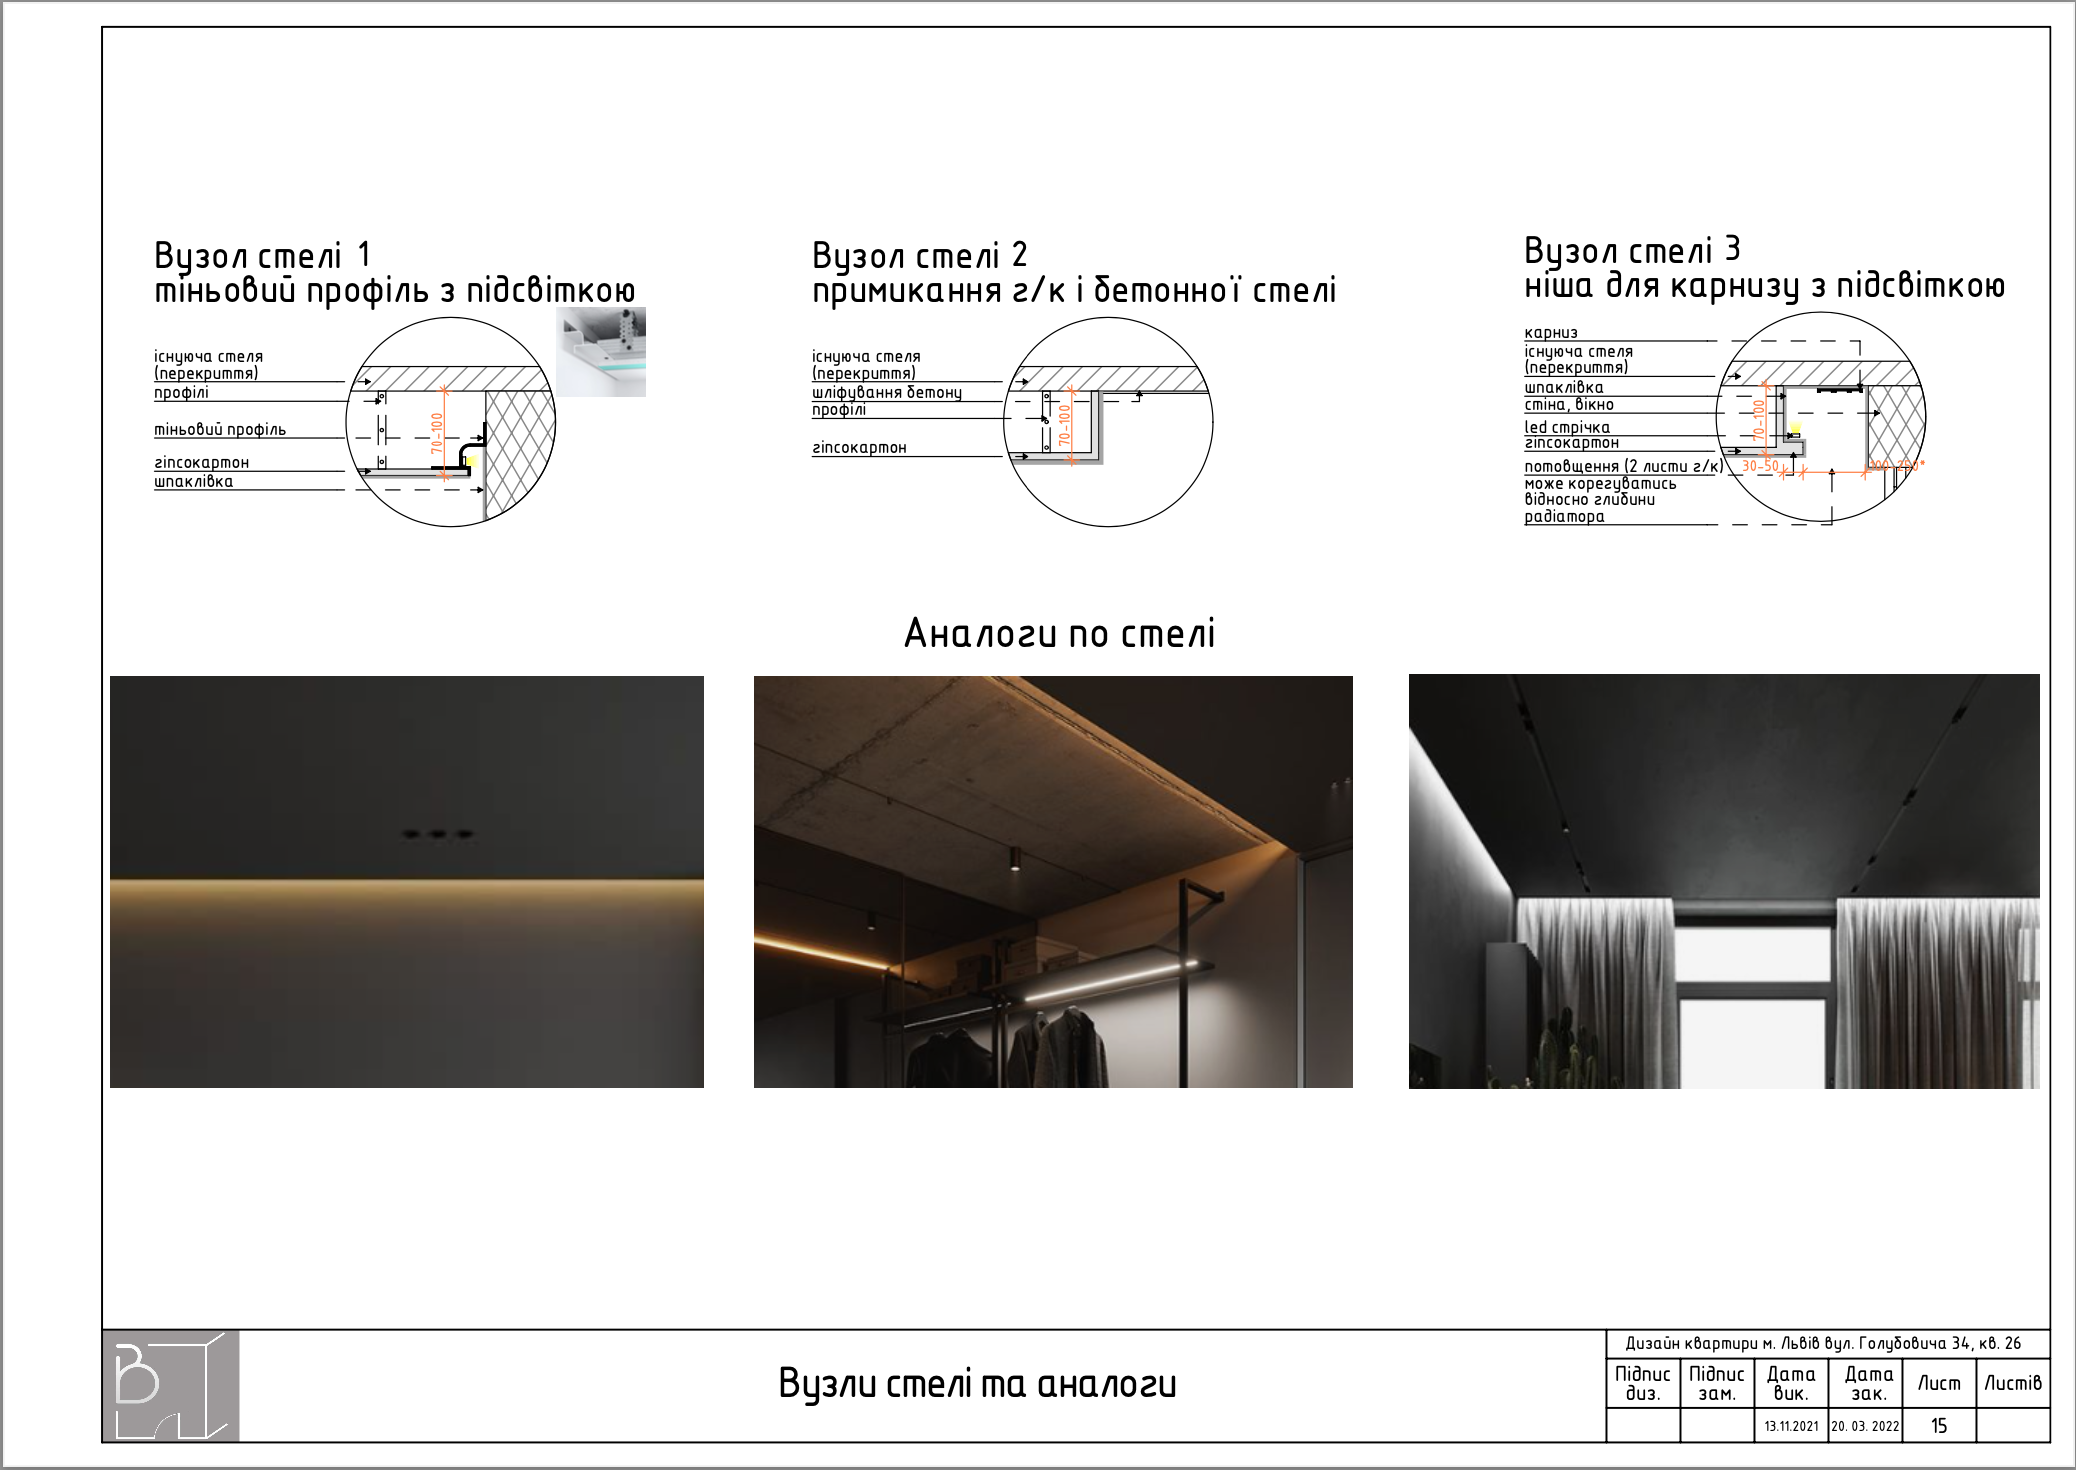 Вузол стелі 1
тіньовий профіль з підсвіткою
існуюча стеля
(перекриття)
профілі
тіньовий профіль
гіпсокартон
шпаклівка
70-100
Вузол стелі 2
примикання г/к і бетонної стелі
існуюча стеля
(перекриття)
шліфування бетону
профілі
гіпсокартон
70-100
Вузол стелі 3
ніша для карнизу з підсвіткою
карниз
існуюча стеля
(перекриття)
шпаклівка
стіна, вікно
led стрічка
гіпсокартон
потовщення (2 листи г/к)
може корегуватись
відносно глибини
радіатора
70-100
30-50
Аналоги по стелі
Вузли стелі та аналоги
Дизайн квартири м. Львів вул. Голубовича 34, кв. 26
Підпис диз.
Підпис зам.
Дата вик.
Дата зак.
Лист
Листів
13.11.2021
20. 03. 2022
15